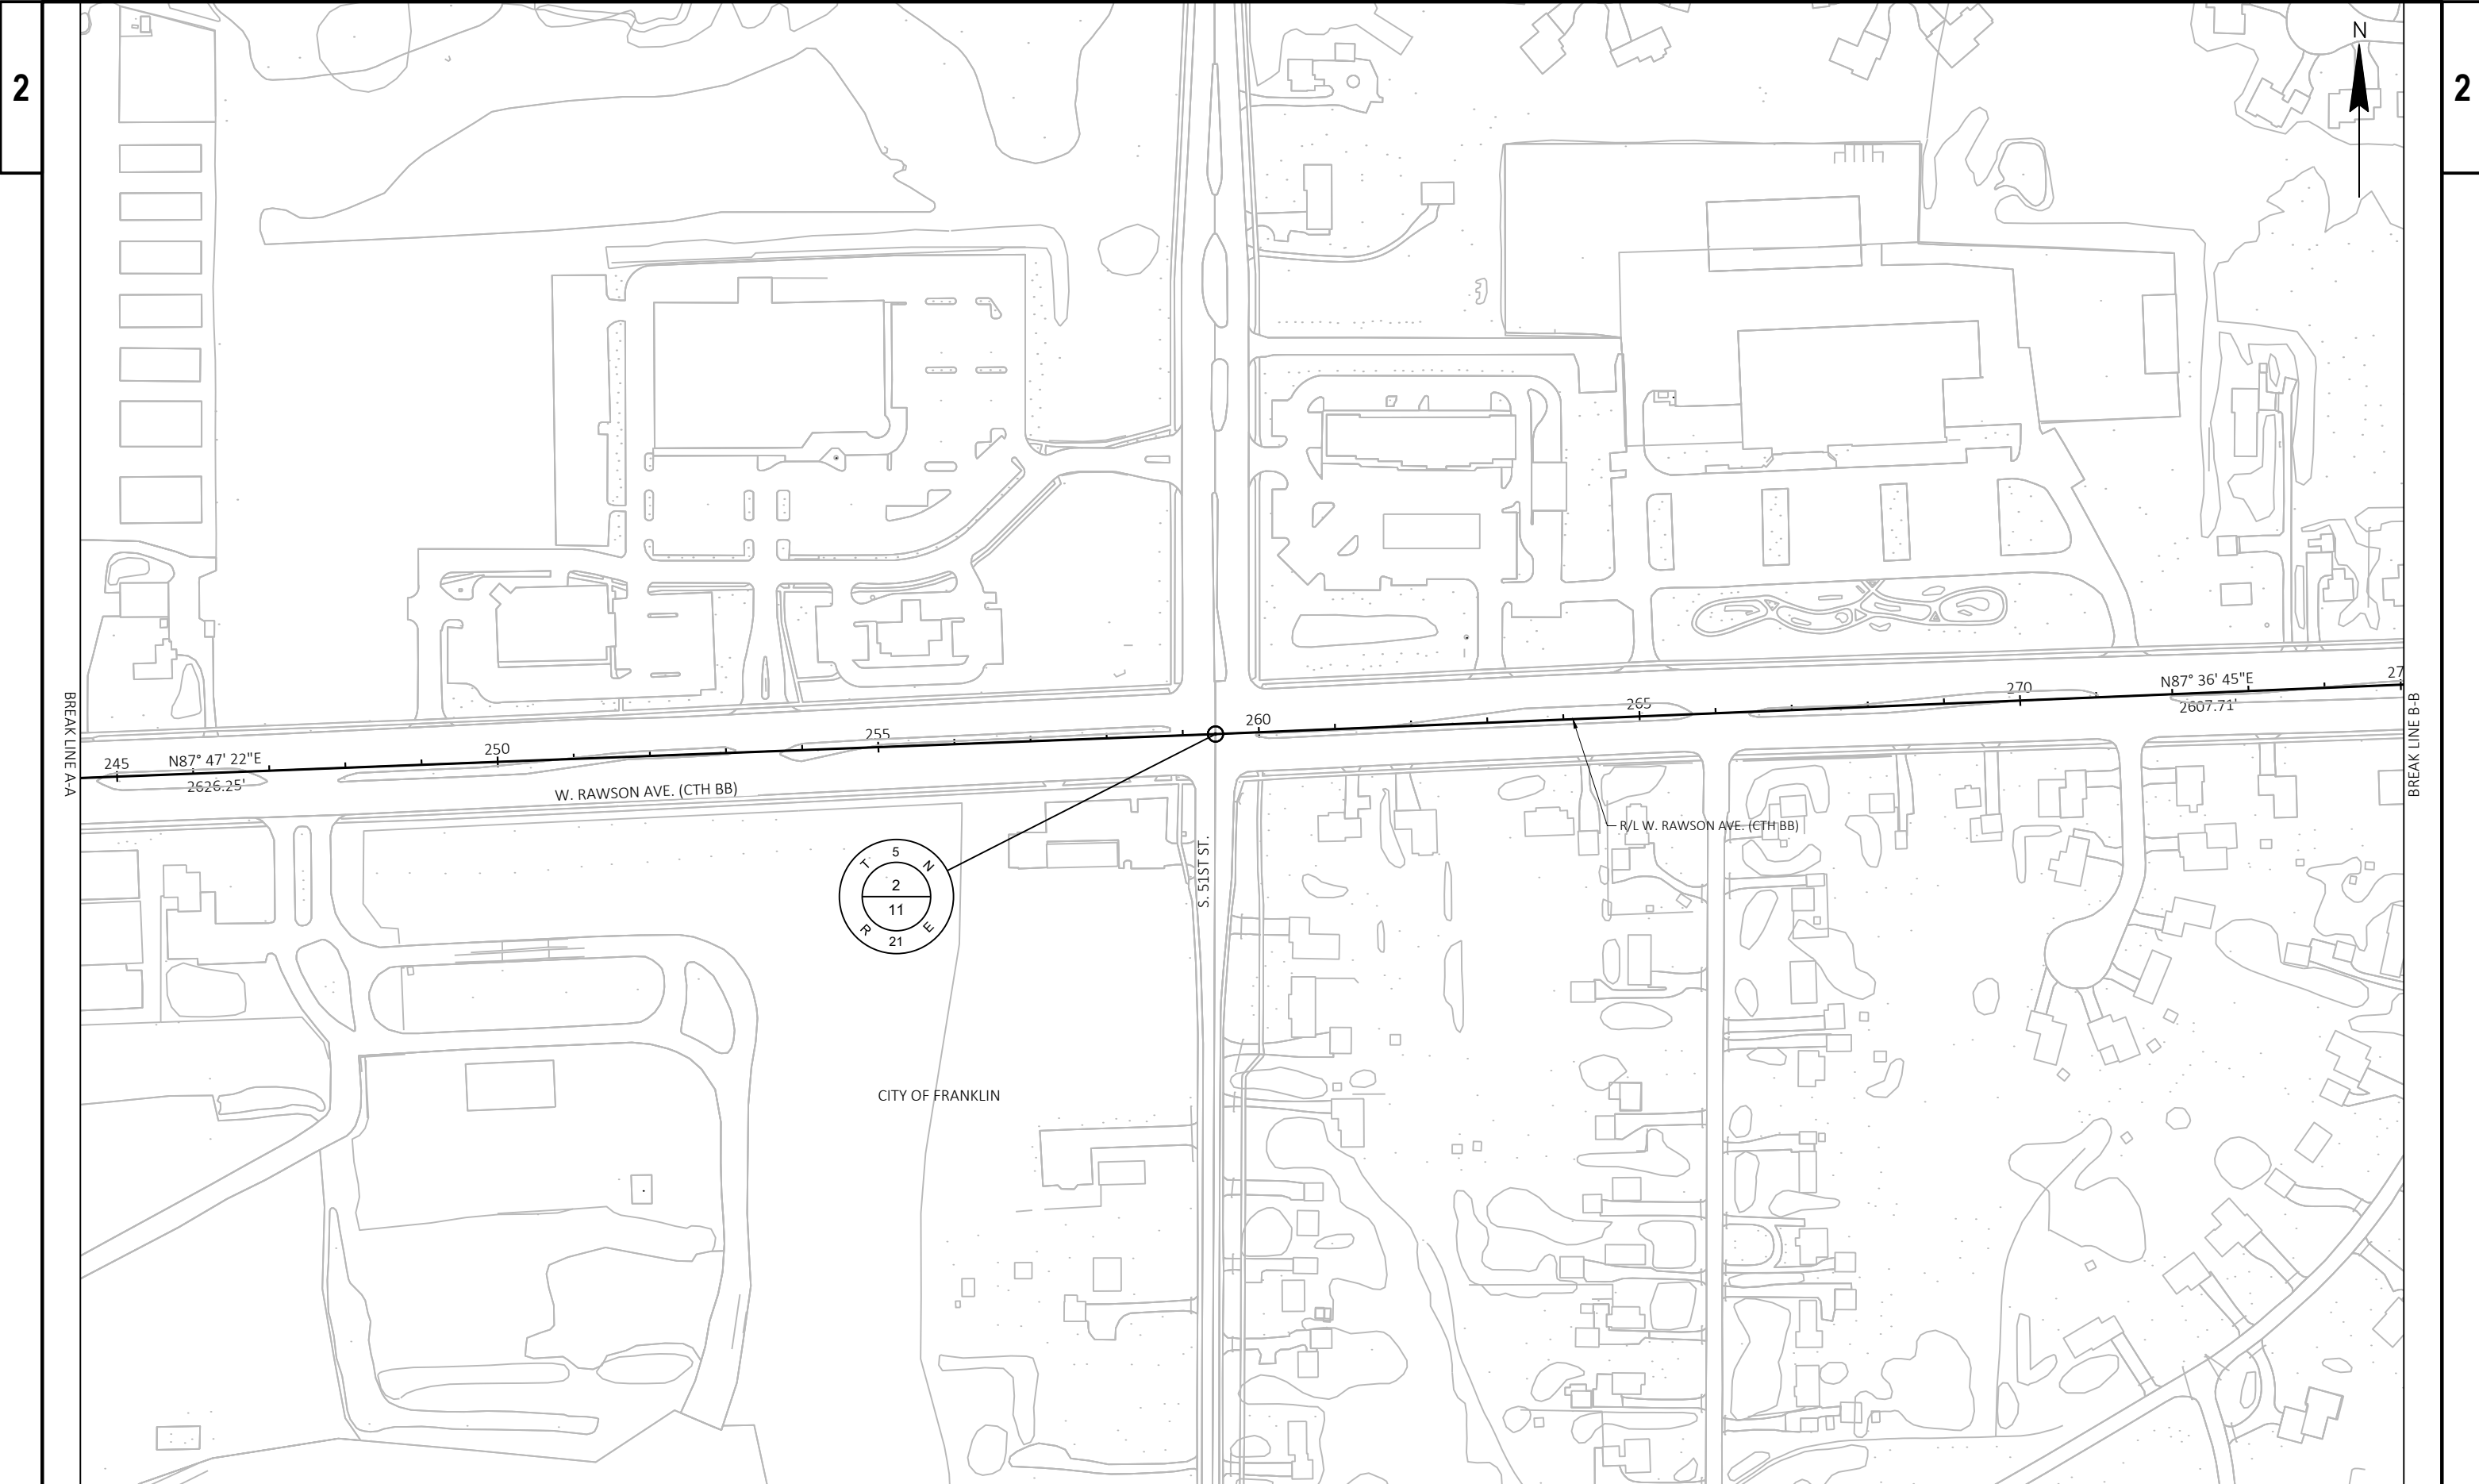 2
2
N
270
N87° 36' 45"E
27
2607.71'
265
260
255
250
245
N87° 47' 22"E
2626.25'
W. RAWSON AVE. (CTH BB)
R/L W. RAWSON AVE. (CTH BB)
BREAK LINE A-A
BREAK LINE B-B
S. 51ST ST.
T 5 N
2
11
R 21 E
CITY OF FRANKLIN